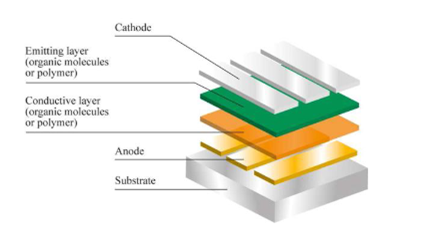 Cathode
Emitting layer
(organic molecules
or polymer)
Conductive layer
(organic molecules
or polymer)
Anode
Substrate